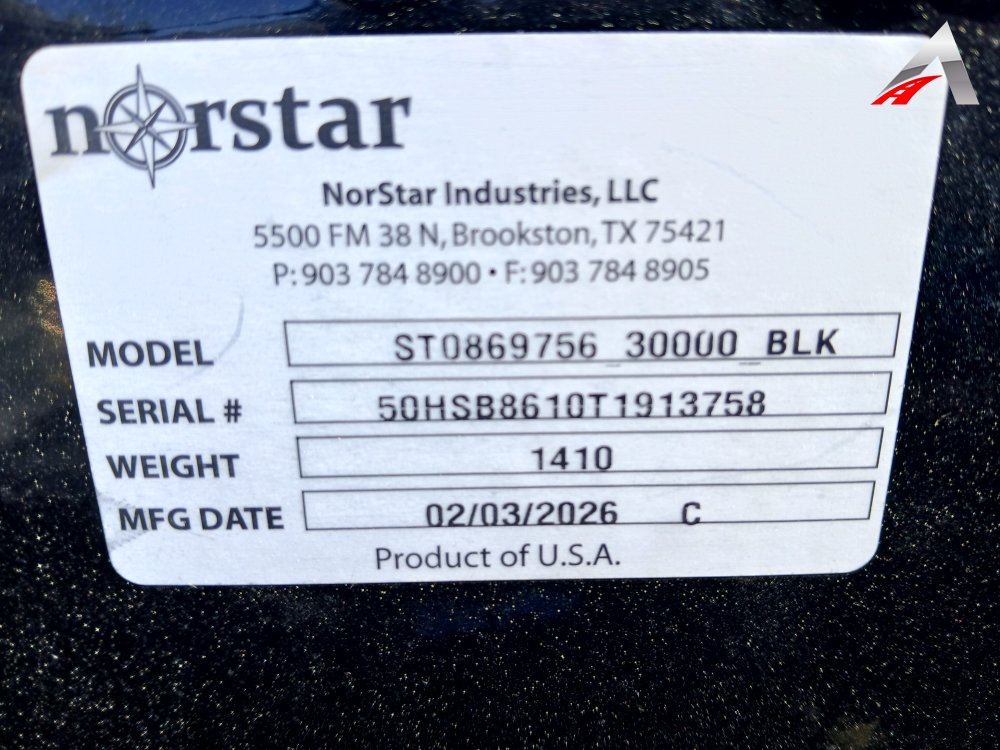 norstar
NorStar Industries, LLC
5500 FM 38 N, Brookston, TX 75421
P: 903 784 8900 • F: 903 784 8905
MODEL ST0869756_30000_BLK
SERIAL # 50HSB8610T1913758
WEIGHT 1410
MFG DATE 02/03/2026 C
Product of U.S.A.